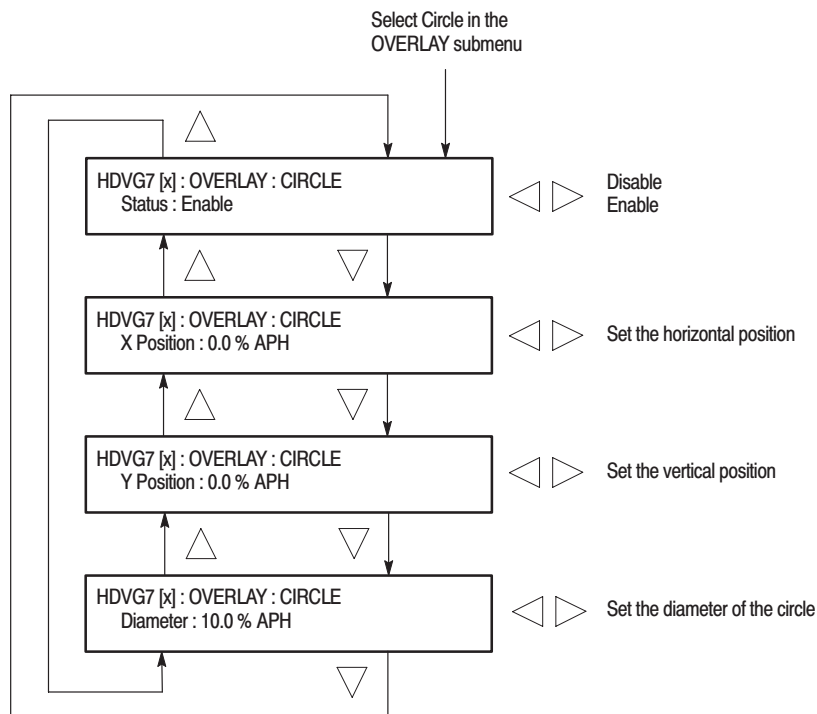 Select Circle in the
OVERLAY submenu
HDVG7 [x] : OVERLAY : CIRCLE
Status : Enable
Disable
Enable
HDVG7 [x] : OVERLAY : CIRCLE
X Position : 0.0 % APH
Set the horizontal position
HDVG7 [x] : OVERLAY : CIRCLE
Y Position : 0.0 % APH
Set the vertical position
HDVG7 [x] : OVERLAY : CIRCLE
Diameter : 10.0 % APH
Set the diameter of the circle